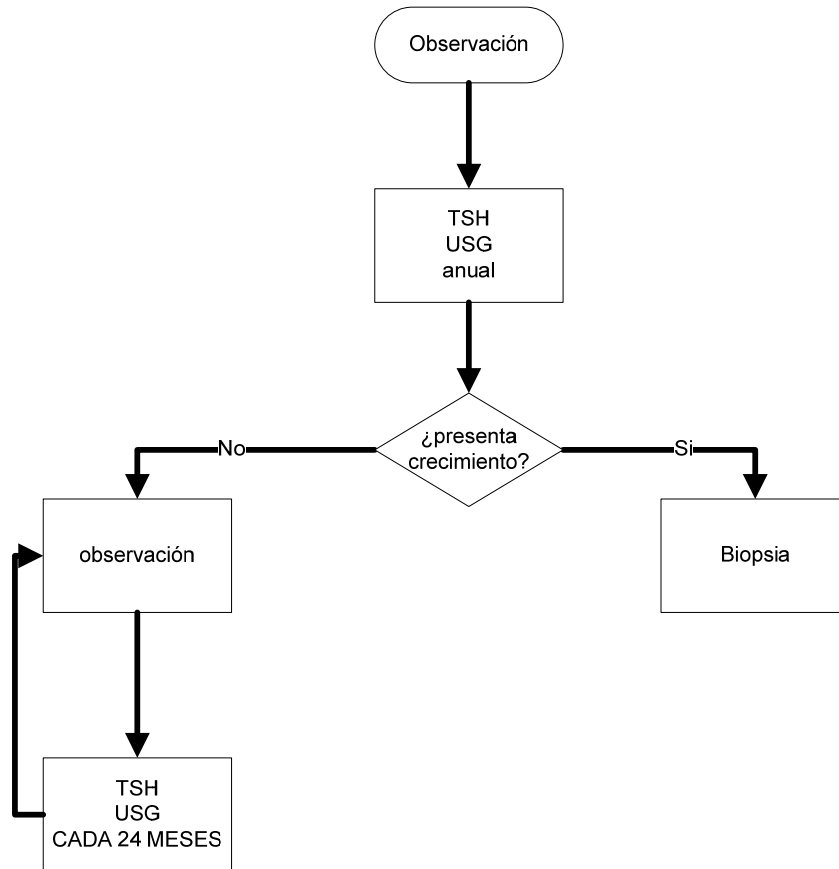 Observación
TSH
USG
anual
¿presenta
crecimiento?
No
Si
observación
Biopsia
TSH
USG
CADA 24 MESES